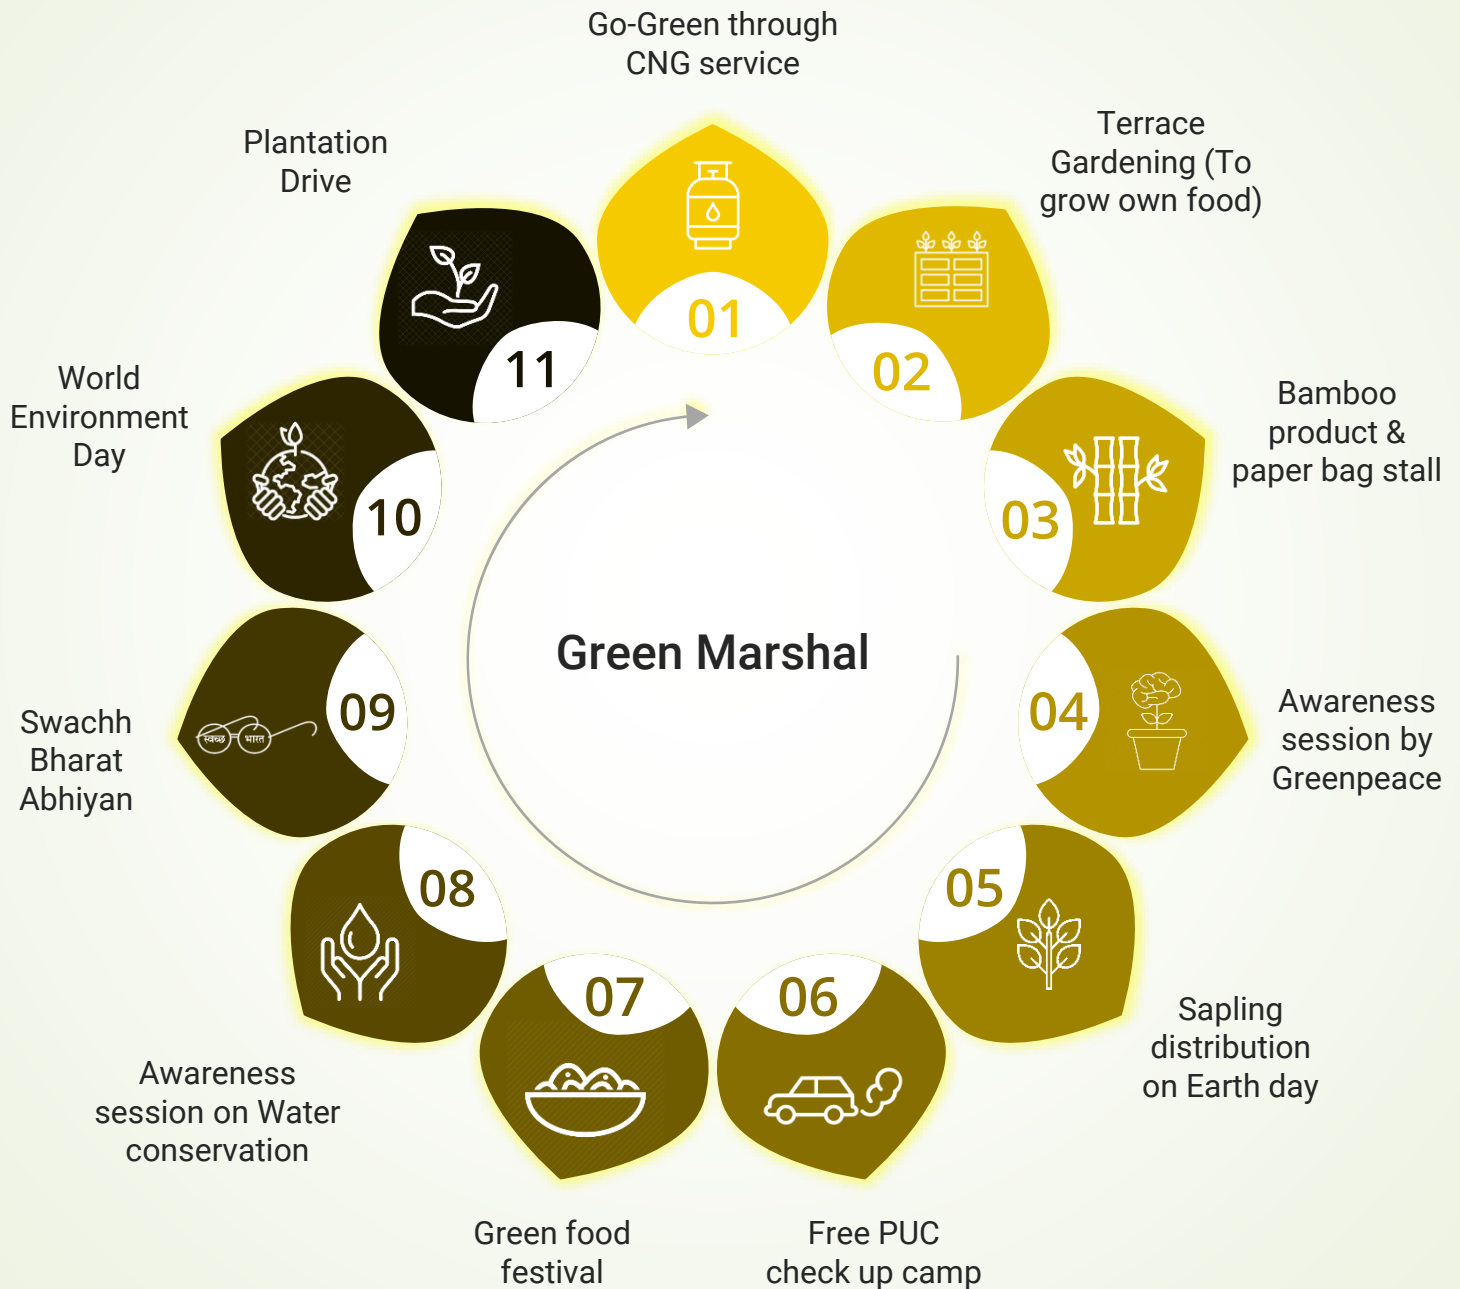 Go-Green through
CNG service
01
Terrace
Gardening (To
grow own food)
02
Bamboo
product &
paper bag stall
03
Awareness
session by
Greenpeace
04
Sapling
distribution
on Earth day
05
Free PUC
check up camp
06
Green food
festival
07
Awareness
session on Water
conservation
08
Swachh
Bharat
Abhiyan
स्वच्छ भारत
09
World
Environment
Day
10
Plantation
Drive
11
Green Marshal